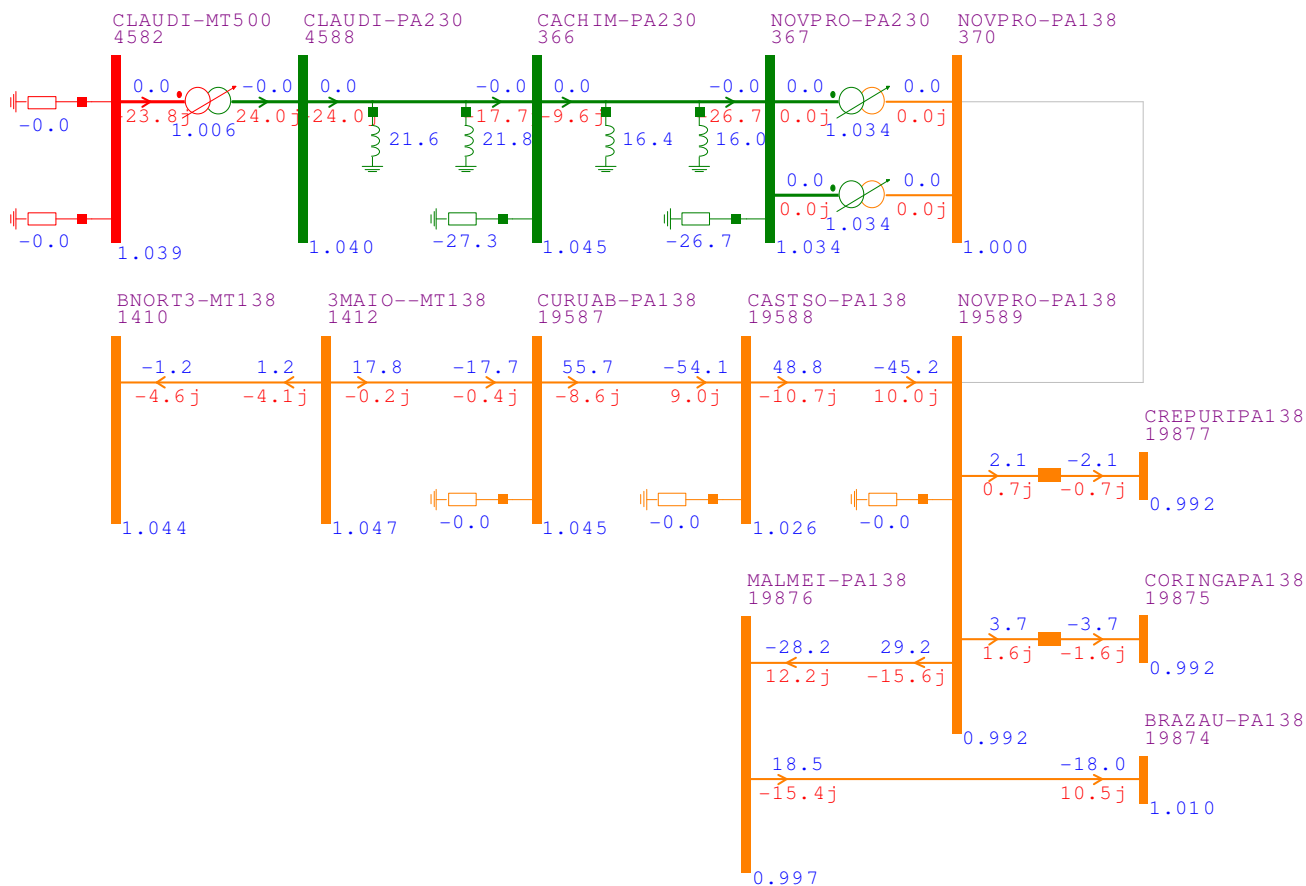 CLAUDI-MT500 CLAUDI-PA230 CACHIM-PA230 NOVPRO-PA230 NOVPRO-PA138
4582 4588 366 367 370
0.0 -0.0 0.0 -0.0 0.0 -0.0 0.0 0.0
-23.8j 24.0j -24.0j -17.7 -9.6j -26.7 0.0j 0.0j
-0.0 1.006 21.6 21.8 16.4 16.0 1.034
0.0 0.0
0.0j 0.0j
-0.0 -27.3 -26.7 1.034
1.039 1.040 1.045 1.034 1.000
BNORT3-MT138 3MAIO--MT138 CURUAB-PA138 CASTSO-PA138 NOVPRO-PA138
1410 1412 19587 19588 19589
-1.2 1.2 17.8 -17.7 55.7 -54.1 48.8 -45.2
-4.6j -4.1j -0.2j -0.4j -8.6j 9.0j -10.7j 10.0j
CREPURIPA138
19877
2.1 -2.1
0.7j -0.7j
0.992
-0.0 -0.0 -0.0
1.044 1.047 1.045 1.026
MALMEI-PA138 CORINGAPA138
19876 19875
3.7 -3.7
1.6j -1.6j
-28.2 29.2
12.2j -15.6j
0.992
BRAZAU-PA138
19874
0.992
18.5 -18.0
-15.4j 10.5j
1.010
0.997